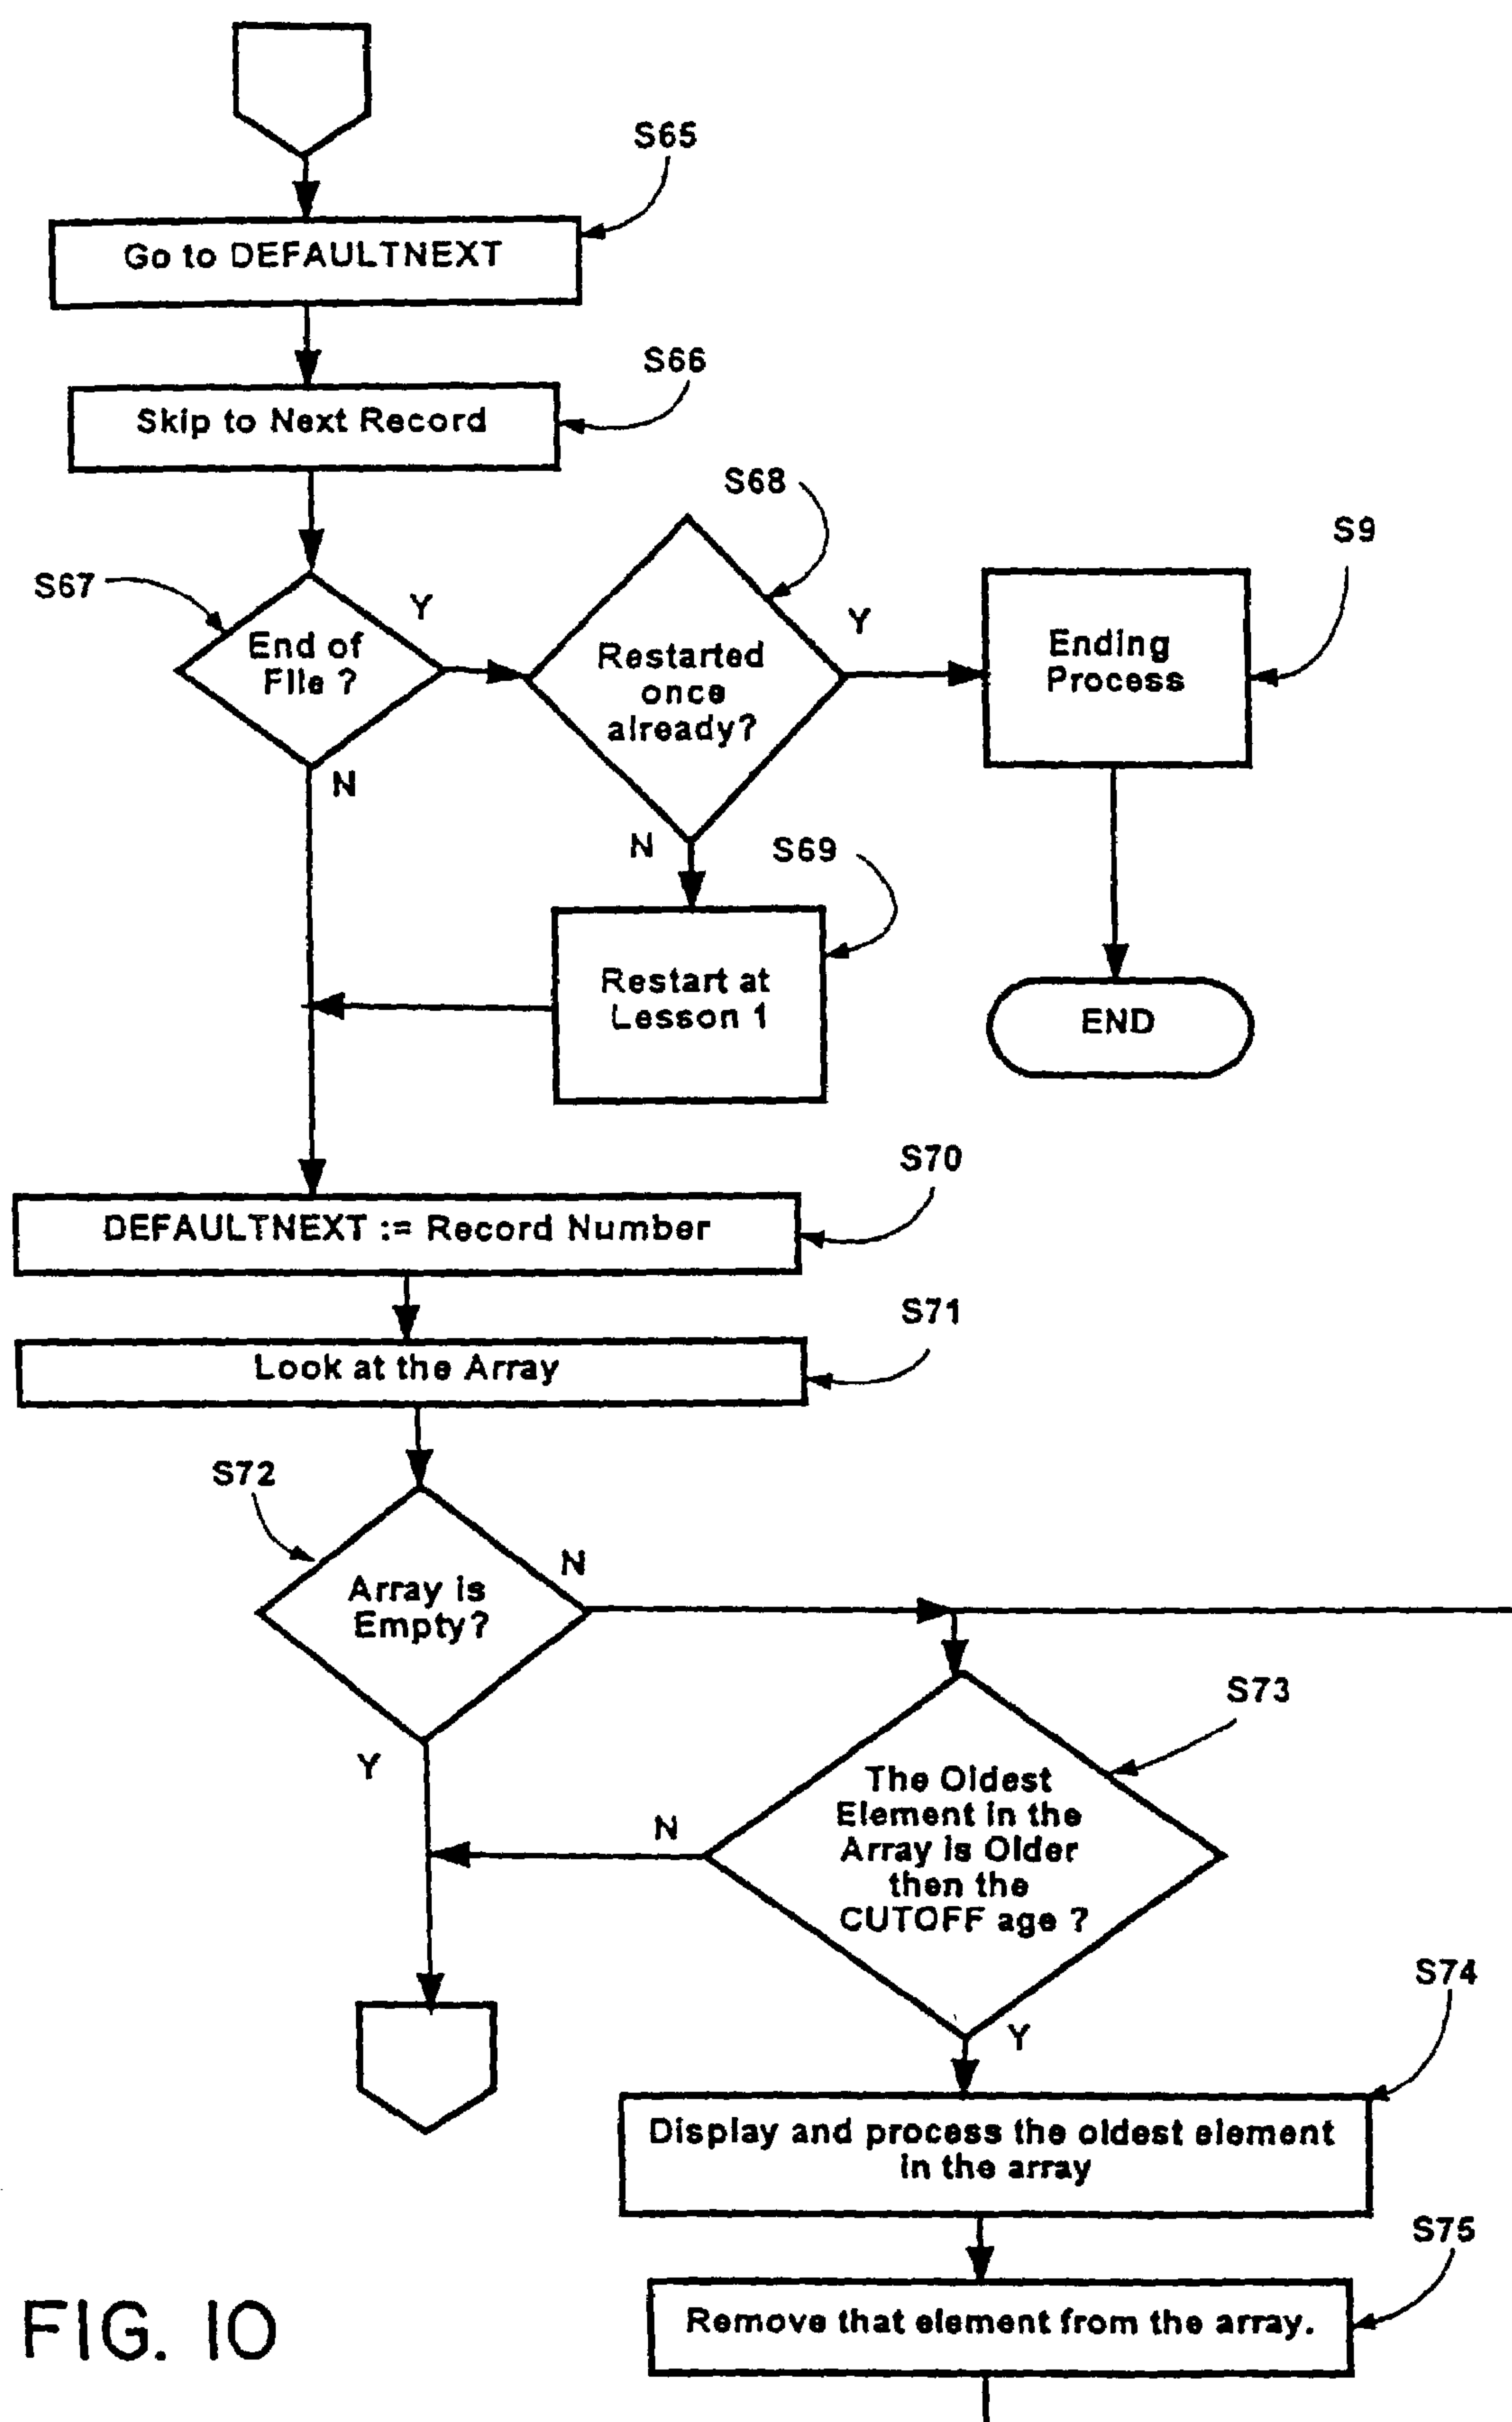 S65
Go to DEFAULTNEXT
S66
Skip to Next Record
S68
S9
S67
Y
End of
File ?
Restarted
once
already?
Y
Ending
Process
N
N
S69
Restart at
Lesson 1
END
S70
DEFAULTNEXT := Record Number
S71
Look at the Array
S72
N
Array is
Empty?
S73
Y
The Oldest
Element in the
Array is Older
then the
CUTOFF age ?
N
S74
Y
Display and process the oldest element
in the array
S75
Remove that element from the array.
FIG. 10